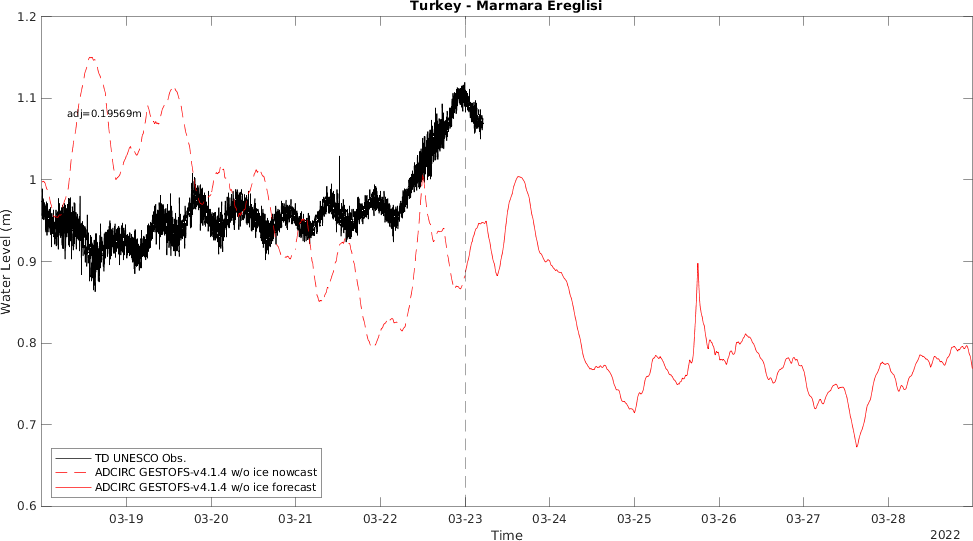 Turkey - Marmara Ereglisi
1.2
1.1
1
0.9
0.8
0.7
0.6
Water Level (m)
adj=0.19569m
TD UNESCO Obs.
ADCIRC GESTOFS-v4.1.4 w/o ice nowcast
ADCIRC GESTOFS-v4.1.4 w/o ice forecast
03-19 03-20 03-21 03-22 03-23 03-24 03-25 03-26 03-27 03-28
Time
2022